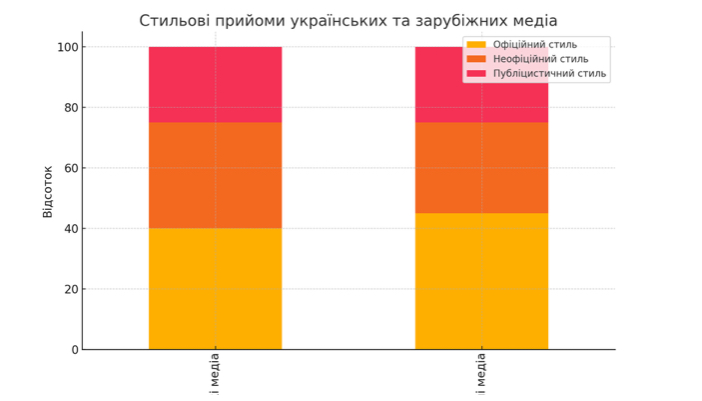 Стильові прийоми українських та зарубіжних медіа
Офіційний стиль
Неофіційний стиль
Публіцистичний стиль
Відсоток
100
80
60
40
20
0
і медіа
і медіа